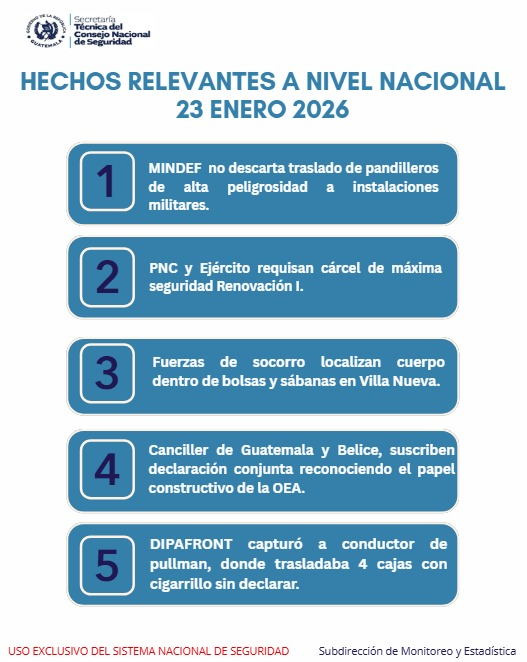 GOBIERNO DE LA REPÚBLICA
GUATEMALA
Secretaría
Técnica del
Consejo Nacional
de Seguridad
HECHOS RELEVANTES A NIVEL NACIONAL
23 ENERO 2026
1
MINDEF no descarta traslado de pandilleros
de alta peligrosidad a instalaciones
militares.
2
PNC y Ejército requisan cárcel de máxima
seguridad Renovación I.
3
Fuerzas de socorro localizan cuerpo
dentro de bolsas y sábanas en Villa Nueva.
4
Canciller de Guatemala y Belice, suscriben
declaración conjunta reconociendo el papel
constructivo de la OEA.
5
DIPAFRONT capturó a conductor de
pullman, donde trasladaba 4 cajas con
cigarrillo sin declarar.
USO EXCLUSIVO DEL SISTEMA NACIONAL DE SEGURIDAD
Subdirección de Monitoreo y Estadística